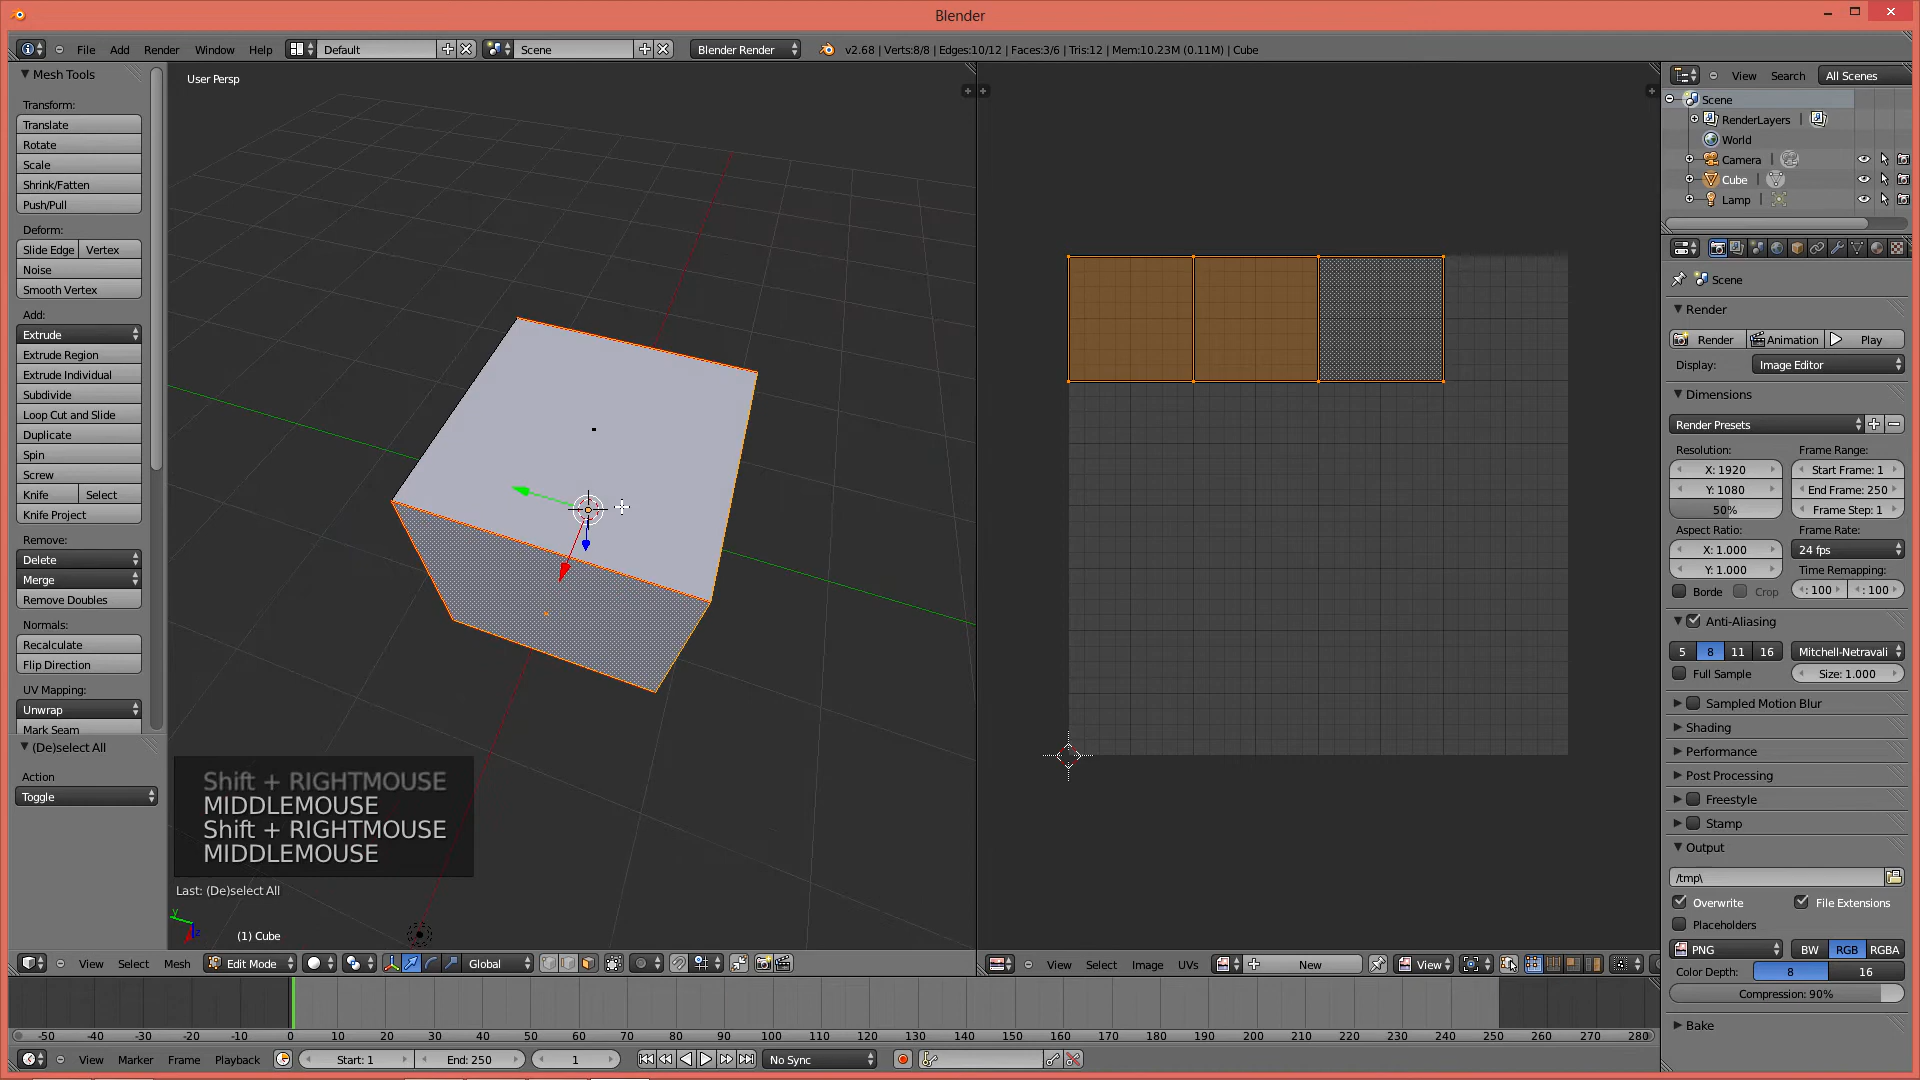 Blender
File Add Render Window Help Default Scene Blender Render v2.68 | Verts:8/8 | Edges:10/12 | Faces:3/6 | Tris:12 | Mem:10.23M (0.11M) | Cube
Mesh Tools
Transform:
Translate
Rotate
Scale
Shrink/Fatten
Push/Pull
Deform:
Slide Edge Vertex
Noise
Smooth Vertex
Add:
Extrude
Extrude Region
Extrude Individual
Subdivide
Loop Cut and Slide
Duplicate
Spin
Screw
Knife Select
Knife Project
Remove:
Delete
Merge
Remove Doubles
Normals:
Recalculate
Flip Direction
UV Mapping:
Unwrap
Mark Seam
(De)select All
Action
Toggle
User Persp
Shift + RIGHTMOUSE
MIDDLEMOUSE
Shift + RIGHTMOUSE
MIDDLEMOUSE
Last: (De)select All
y
z
(1) Cube
View Select Mesh Edit Mode Global
View Select Image UVs New View
View Search All Scenes
Scene
RenderLayers
World
Camera
Cube
Lamp
Scene
Render
Render Animation Play
Display: Image Editor
Dimensions
Render Presets
Resolution: Frame Range:
X: 1920 Start Frame: 1
Y: 1080 End Frame: 250
50% Frame Step: 1
Aspect Ratio: Frame Rate:
X: 1.000 24 fps
Y: 1.000 Time Remapping:
Borde Crop : 100 : 100
Anti-Aliasing
5 8 11 16 Mitchell-Netravali
Full Sample Size: 1.000
Sampled Motion Blur
Shading
Performance
Post Processing
Freestyle
Stamp
Output
/tmp\
Overwrite File Extensions
Placeholders
PNG BW RGB RGBA
Color Depth: 8 16
Compression: 90%
Bake
-50 -40 -30 -20 -10 0 10 20 30 40 50 60 70 80 90 100 110 120 130 140 150 160 170 180 190 200 210 220 230 240 250 260 270 280
View Marker Frame Playback Start: 1 End: 250 1 No Sync